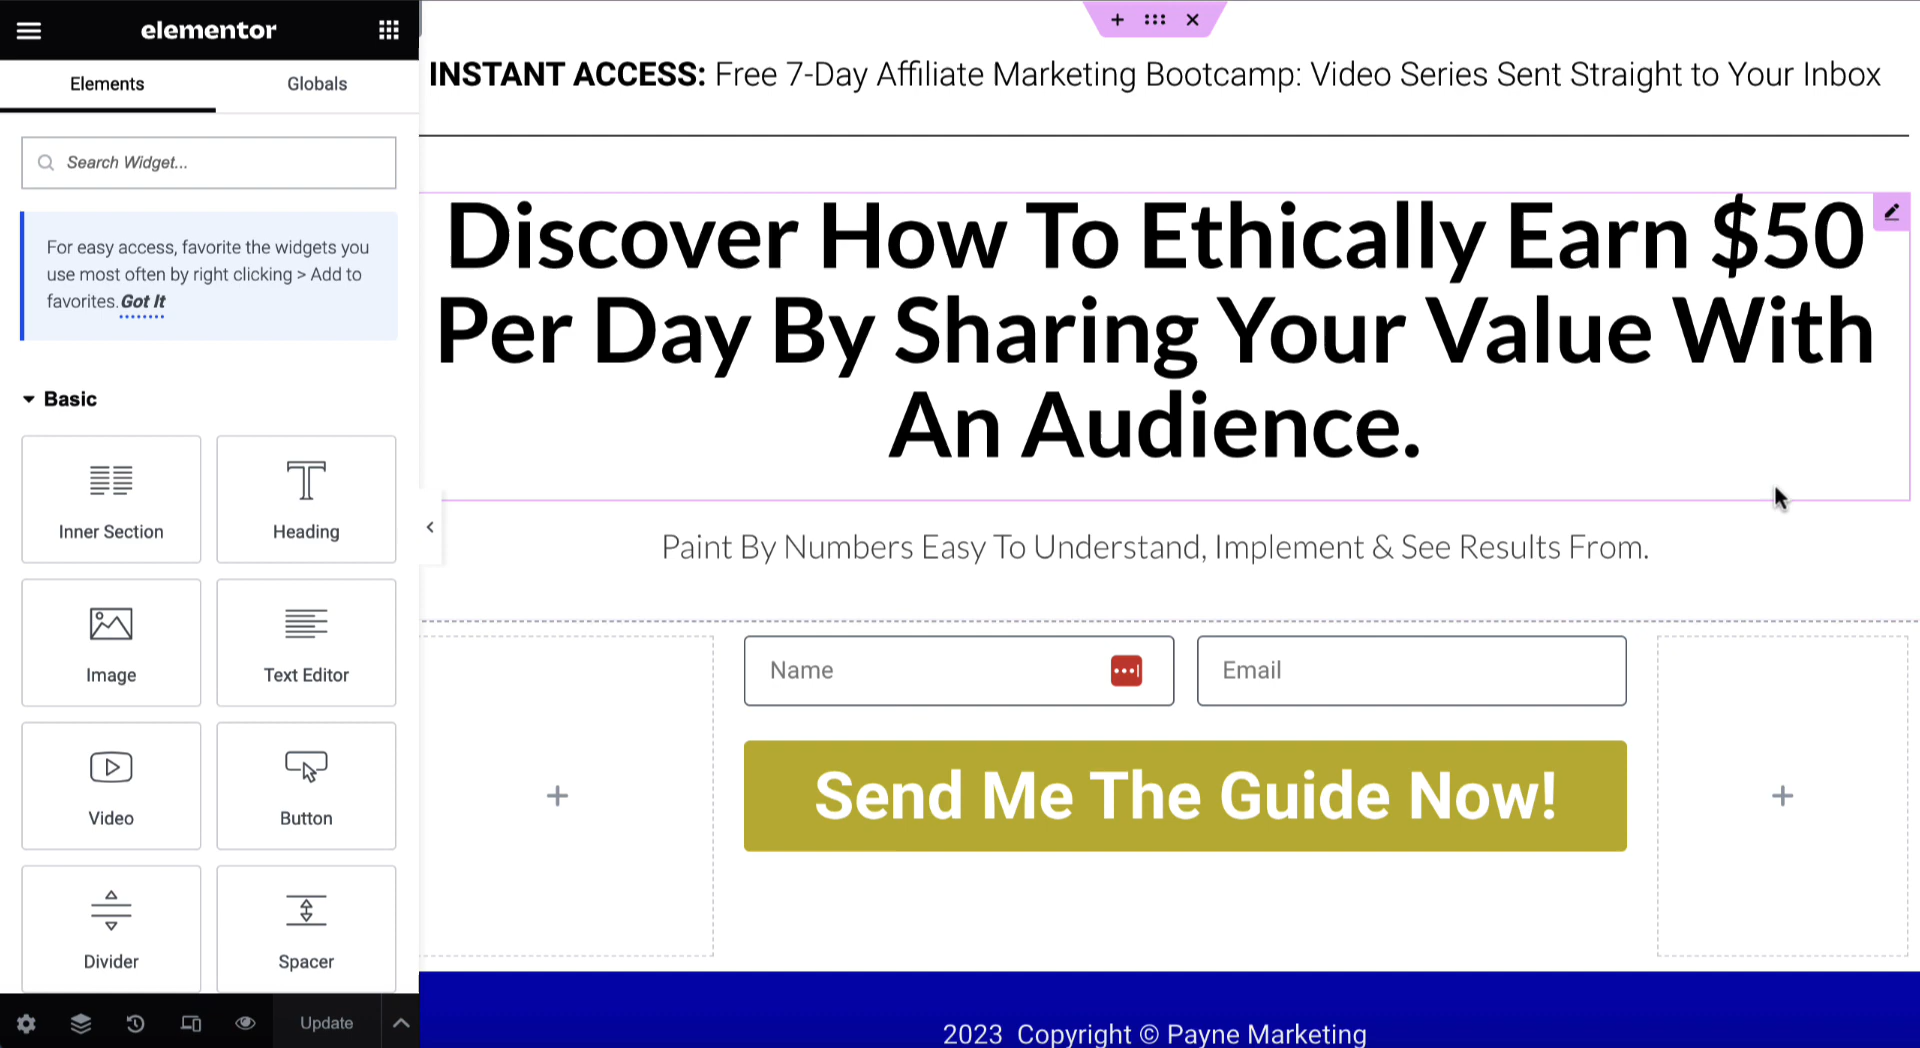 elementor
Elements
Globals
Search Widget...
For easy access, favorite the widgets you
use most often by right clicking > Add to
favorites. Got It
Basic
Inner Section
Heading
Image
Text Editor
Video
Button
Divider
Spacer
Update
INSTANT ACCESS: Free 7-Day Affiliate Marketing Bootcamp: Video Series Sent Straight to Your Inbox
Discover How To Ethically Earn $50
Per Day By Sharing Your Value With
An Audience.
Paint By Numbers Easy To Understand, Implement & See Results From.
Name
Email
Send Me The Guide Now!
2023 Copyright © Payne Marketing